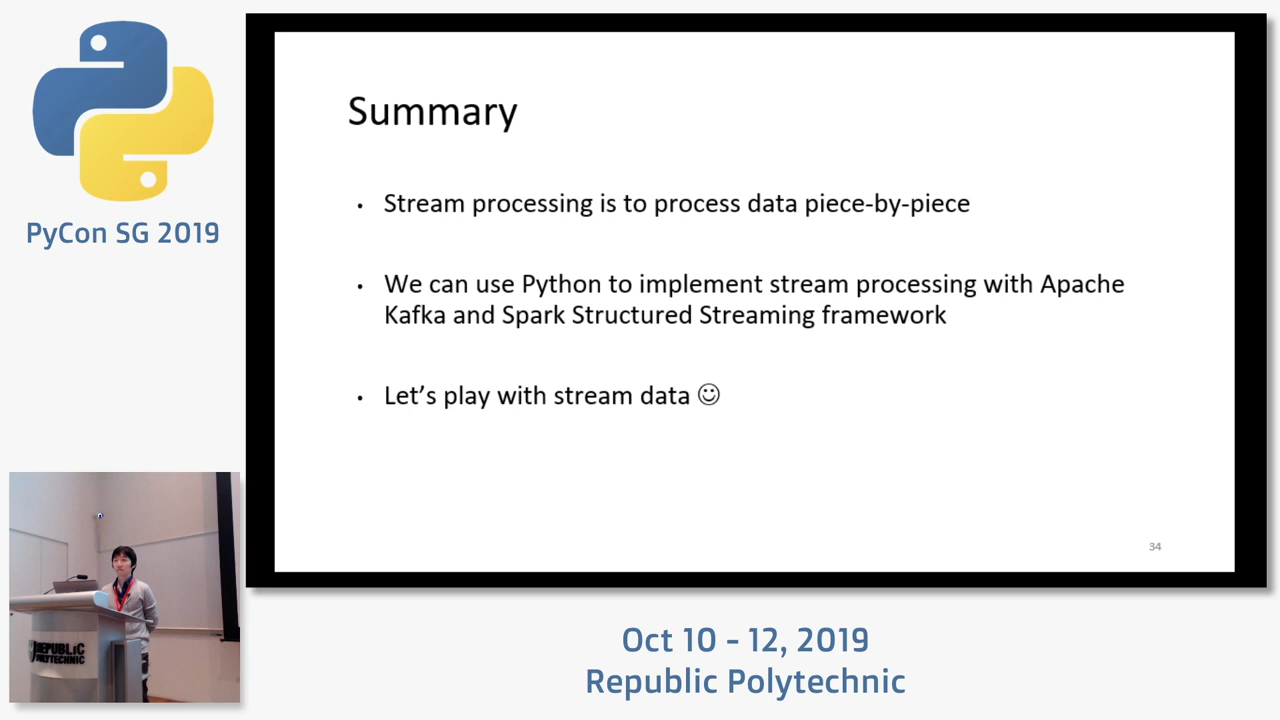 PyCon SG 2019
Summary
• Stream processing is to process data piece-by-piece
• We can use Python to implement stream processing with Apache
Kafka and Spark Structured Streaming framework
• Let's play with stream data ☺
34
REPUBLIC
POLYTECHNIC
Oct 10 - 12, 2019
Republic Polytechnic